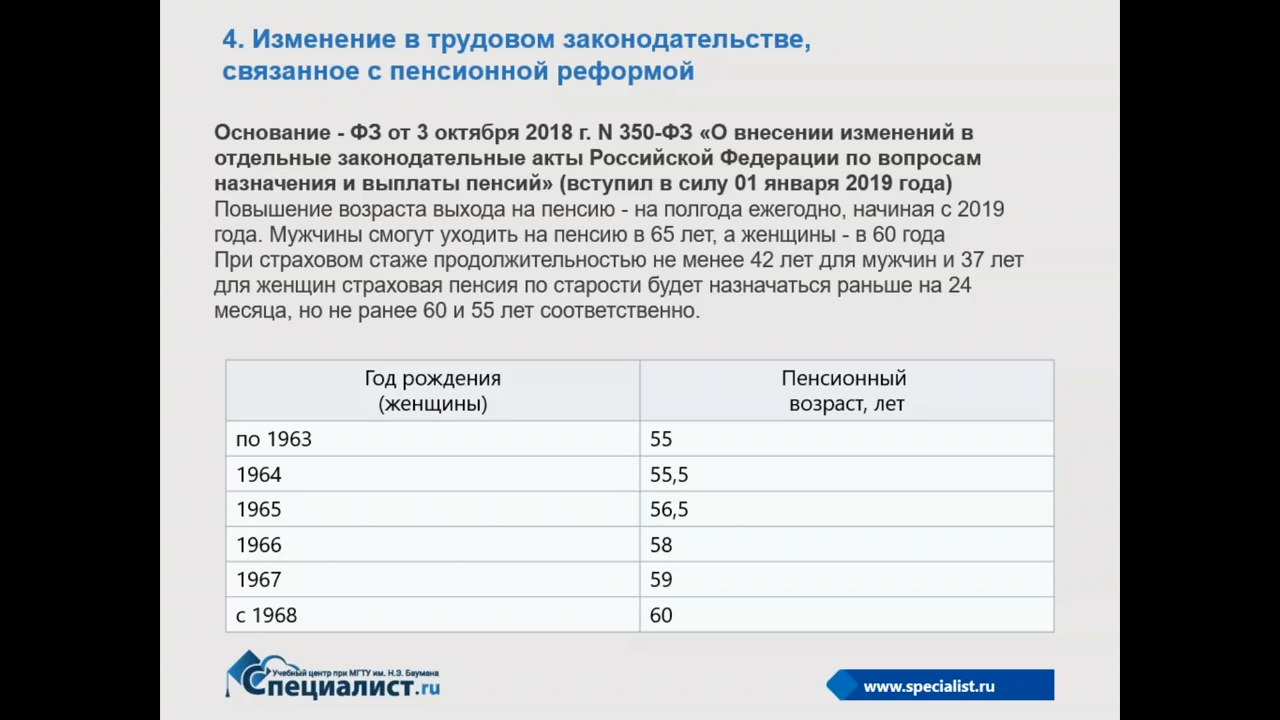 4. Изменение в трудовом законодательстве,
связанное с пенсионной реформой
Основание - ФЗ от 3 октября 2018 г. N 350-ФЗ «О внесении изменений в
отдельные законодательные акты Российской Федерации по вопросам
назначения и выплаты пенсий» (вступил в силу 01 января 2019 года)
Повышение возраста выхода на пенсию - на полгода ежегодно, начиная с 2019
года. Мужчины смогут уходить на пенсию в 65 лет, а женщины - в 60 года
При страховом стаже продолжительностью не менее 42 лет для мужчин и 37 лет
для женщин страховая пенсия по старости будет назначаться раньше на 24
месяца, но не ранее 60 и 55 лет соответственно.
Год рождения
(женщины)
Пенсионный
возраст, лет
по 1963 55
1964 55,5
1965 56,5
1966 58
1967 59
с 1968 60
Учебный центр при МГТУ им. Н.Э. Баумана
Специалист.ru
www.specialist.ru